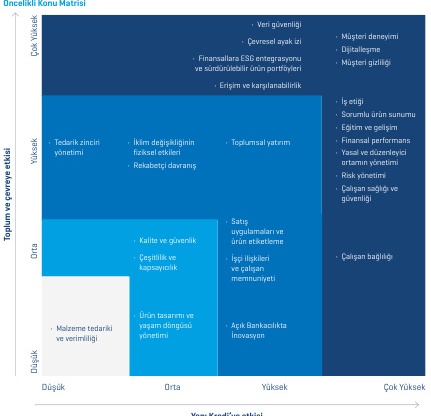 Öncelikli Konu Matrisi
Toplum ve çevreye etkisi
Çok Yüksek
Yüksek
Orta
Düşük
· Veri güvenliği
· Çevresel ayak izi
· Finansallara ESG entegrasyonu
ve sürdürülebilir ürün portföyleri
· Erişim ve karşılanabilirlik
· Müşteri deneyimi
· Dijitalleşme
· Müşteri gizliliği
· Tedarik zinciri
yönetimi
· İklim değişikliğinin
fiziksel etkileri
· Rekabetçi davranış
· Toplumsal yatırım
· İş etiği
· Sorumlu ürün sunumu
· Eğitim ve gelişim
· Finansal performans
· Yasal ve düzenleyici
ortamın yönetimi
· Risk yönetimi
· Çalışan sağlığı ve
güvenliği
· Kalite ve güvenlik
· Çeşitlilik ve
kapsayıcılık
· Satış
uygulamaları ve
ürün etiketleme
· İşçi ilişkileri
ve çalışan
memnuniyeti
· Çalışan bağlılığı
· Malzeme tedariki
ve verimliliği
· Ürün tasarımı ve
yaşam döngüsü
yönetimi
· Açık Bankacılıkta
İnovasyon
Düşük
Orta
Yüksek
Çok Yüksek
Yapı Kredi'ye etkisi